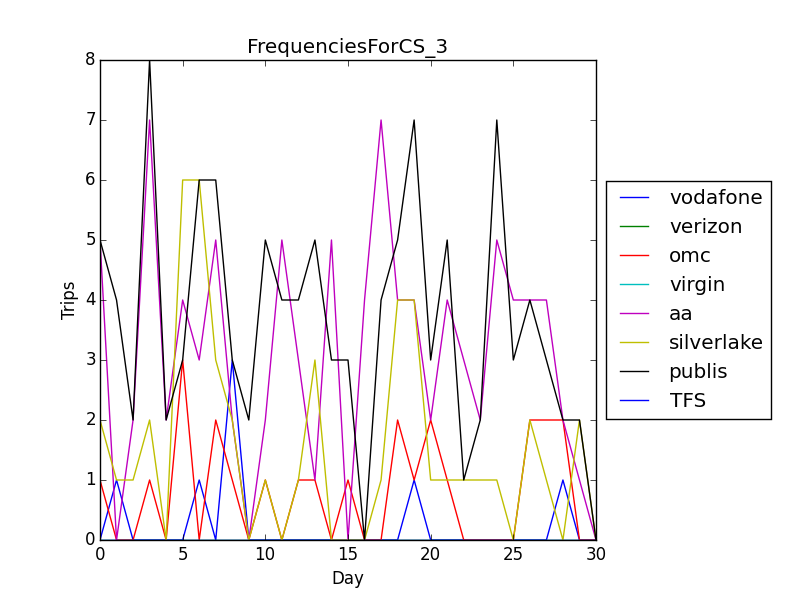 FrequenciesForCS_3
8
7
6
5
4
3
2
1
0
Trips
0 5 10 15 20 25 30
Day
vodafone
verizon
omc
virgin
aa
silverlake
publis
TFS